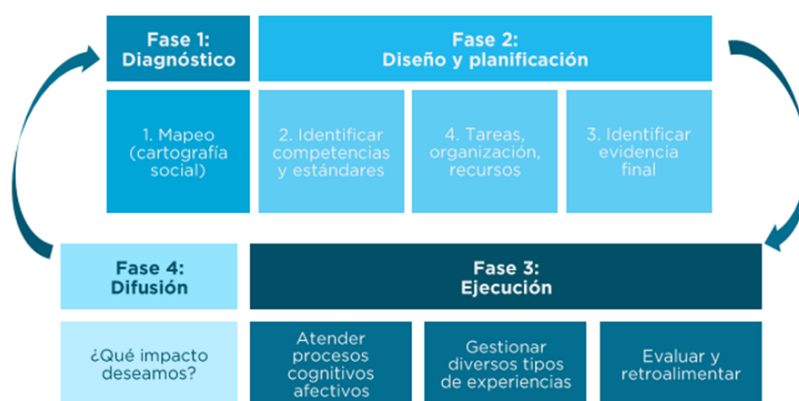 Fase 1:
Diagnóstico
Fase 2:
Diseño y planificación
1. Mapeo
(cartografía
social)
2. Identificar
competencias
y estándares
4. Tareas,
organización,
recursos
3. Identificar
evidencia
final
Fase 4:
Difusión
Fase 3:
Ejecución
¿Qué impacto
deseamos?
Atender
procesos
cognitivos
afectivos
Gestionar
diversos tipos
de experiencias
Evaluar y
retroalimentar